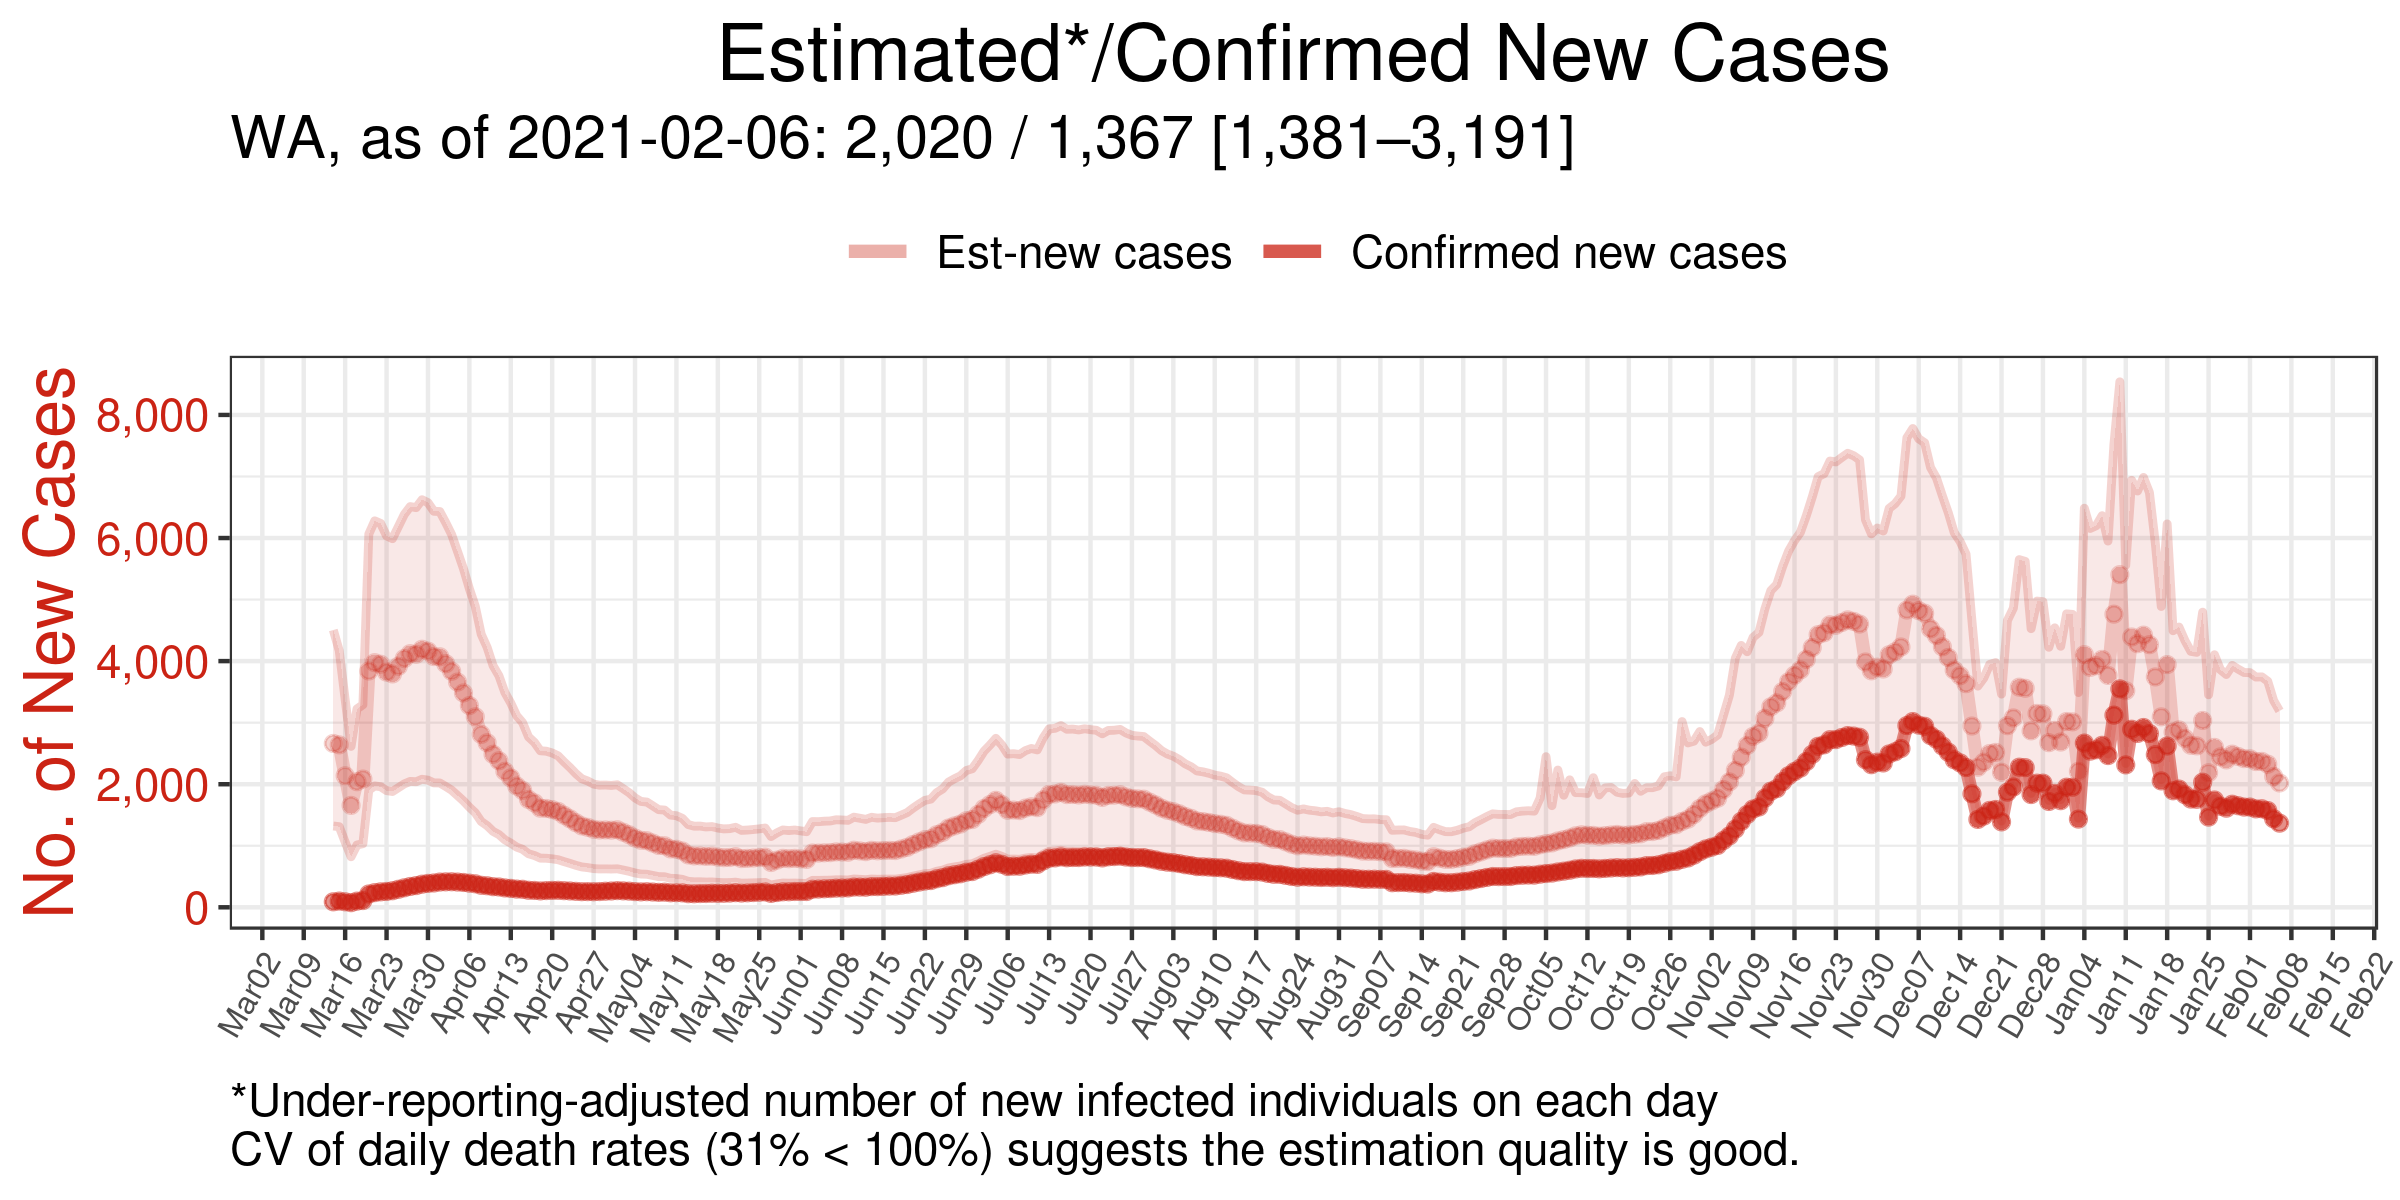 Estimated*/Confirmed New Cases
WA, as of 2021-02-06: 2,020 / 1,367 [1,381–3,191]
Est-new cases Confirmed new cases
No. of New Cases
8,000
6,000
4,000
2,000
0
Mar02 Mar09 Mar16 Mar23 Mar30 Apr06 Apr13 Apr20 Apr27 May04 May11 May18 May25 Jun01 Jun08 Jun15 Jun22 Jun29 Jul06 Jul13 Jul20 Jul27 Aug03 Aug10 Aug17 Aug24 Aug31 Sep07 Sep14 Sep21 Sep28 Oct05 Oct12 Oct19 Oct26 Nov02 Nov09 Nov16 Nov23 Nov30 Dec07 Dec14 Dec21 Dec28 Jan04 Jan11 Jan18 Jan25 Feb01 Feb08 Feb15 Feb22
*Under-reporting-adjusted number of new infected individuals on each day
CV of daily death rates (31% < 100%) suggests the estimation quality is good.